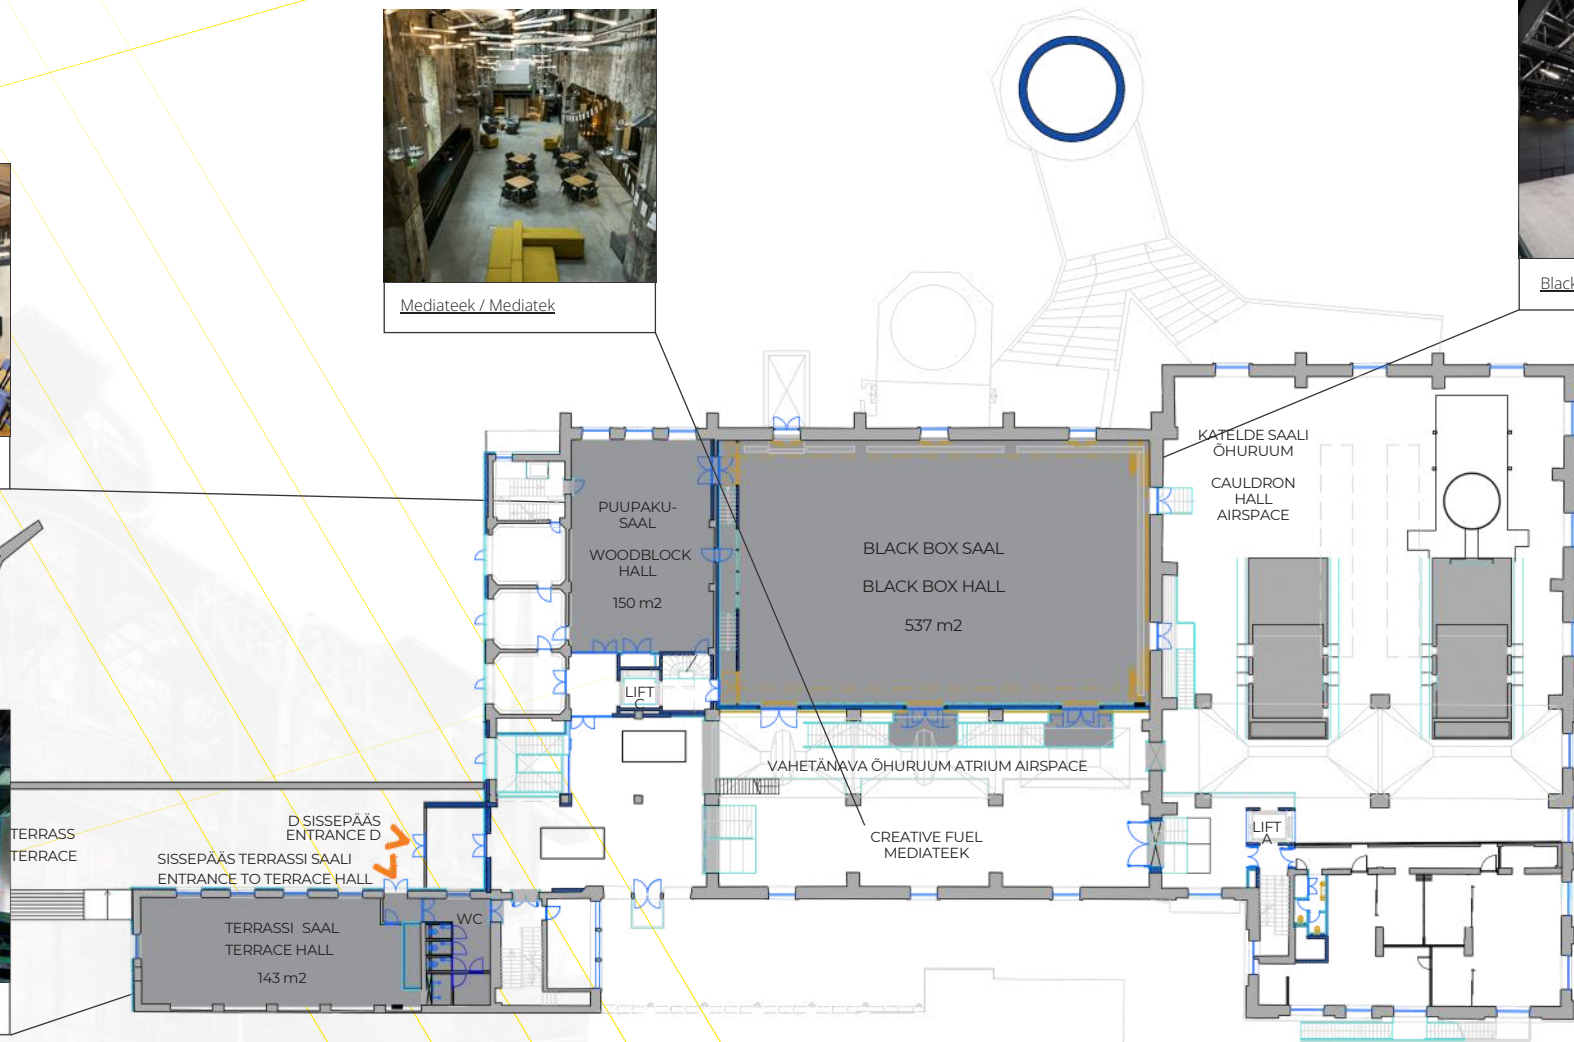 Mediateek / Mediatek
Black
KATELDE SAALI
ÕHURUUM
CAULDRON
HALL
AIRSPACE
PUUPAKU-
SAAL
WOODBLOCK
HALL
150 m2
BLACK BOX SAAL
BLACK BOX HALL
537 m2
LIFT
C
VAHETÄNAVA ÕHURUUM ATRIUM AIRSPACE
CREATIVE FUEL
MEDIATEEK
LIFT
A
TERRASS
TERRACE
D SISSEPÄÄS
ENTRANCE D
SISSEPÄÄS TERRASSI SAALI
ENTRANCE TO TERRACE HALL
WC
TERRASSI SAAL
TERRACE HALL
143 m2